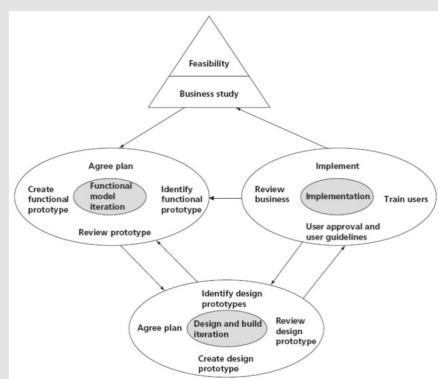 Feasibility
Business study
Agree plan
Create
functional
prototype
Functional
model
iteration
Identify
functional
prototype
Review prototype
Implement
Review
business
Implementation
Train users
User approval and
user guidelines
Identify design
prototypes
Agree plan
Design and build
iteration
Review
design
prototype
Create design
prototype